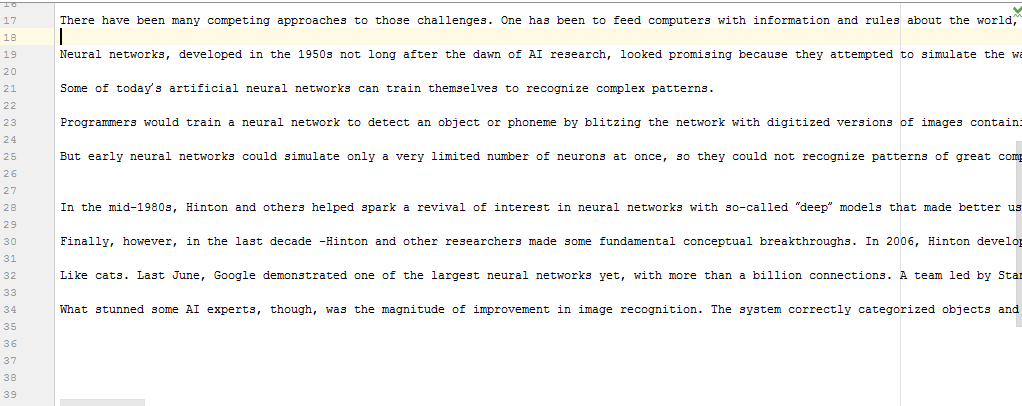 16
17 There have been many competing approaches to those challenges. One has been to feed computers with information and rules about the world,
18
19 Neural networks, developed in the 1950s not long after the dawn of AI research, looked promising because they attempted to simulate the
20
21 Some of today's artificial neural networks can train themselves to recognize complex patterns.
22
23 Programmers would train a neural network to detect an object or phoneme by blitzing the network with digitized versions of images
24
25 But early neural networks could simulate only a very limited number of neurons at once, so they could not recognize patterns of great
26
27
28 In the mid-1980s, Hinton and others helped spark a revival of interest in neural networks with so-called “deep” models that made better
29
30 Finally, however, in the last decade -Hinton and other researchers made some fundamental conceptual breakthroughs. In 2006, Hinton
31
32 Like cats. Last June, Google demonstrated one of the largest neural networks yet, with more than a billion connections. A team led by
33
34 What stunned some AI experts, though, was the magnitude of improvement in image recognition. The system correctly categorized objects and
35
36
37
38
39